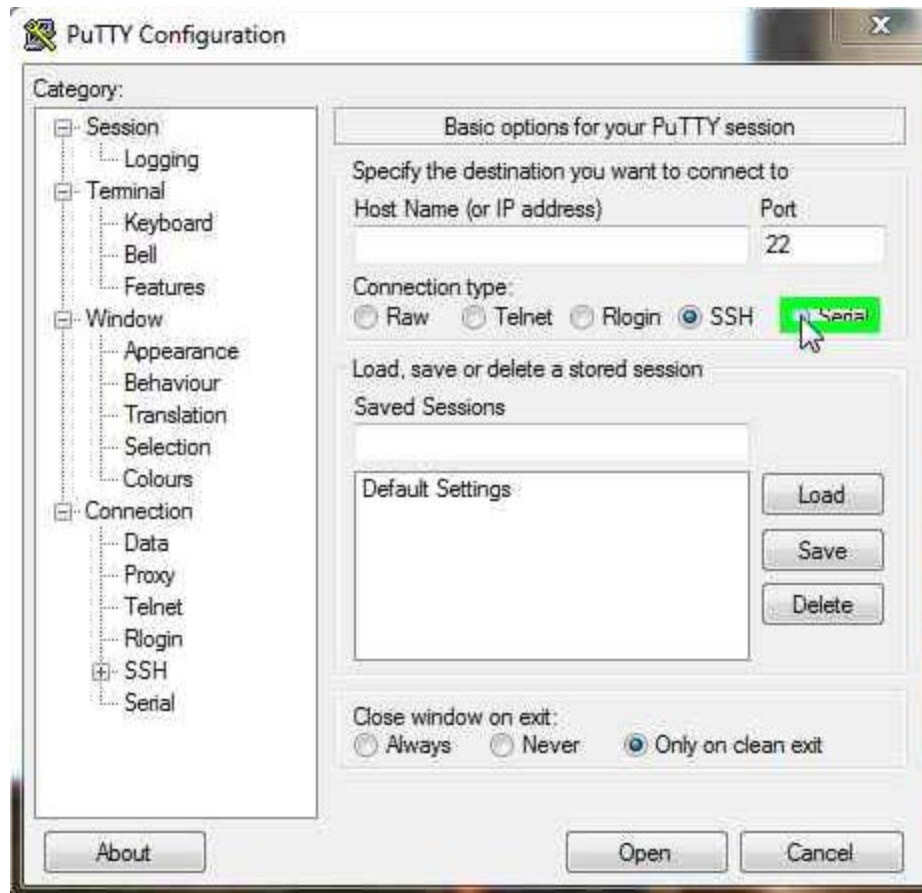 PuTTY Configuration
Category:
Session
Logging
Terminal
Keyboard
Bell
Features
Window
Appearance
Behaviour
Translation
Selection
Colours
Connection
Data
Proxy
Telnet
Rlogin
SSH
Serial
Basic options for your PuTTY session
Specify the destination you want to connect to
Host Name (or IP address) Port
22
Connection type:
Raw Telnet Rlogin SSH Serial
Load, save or delete a stored session
Saved Sessions
Default Settings
Load
Save
Delete
Close window on exit:
Always Never Only on clean exit
About Open Cancel